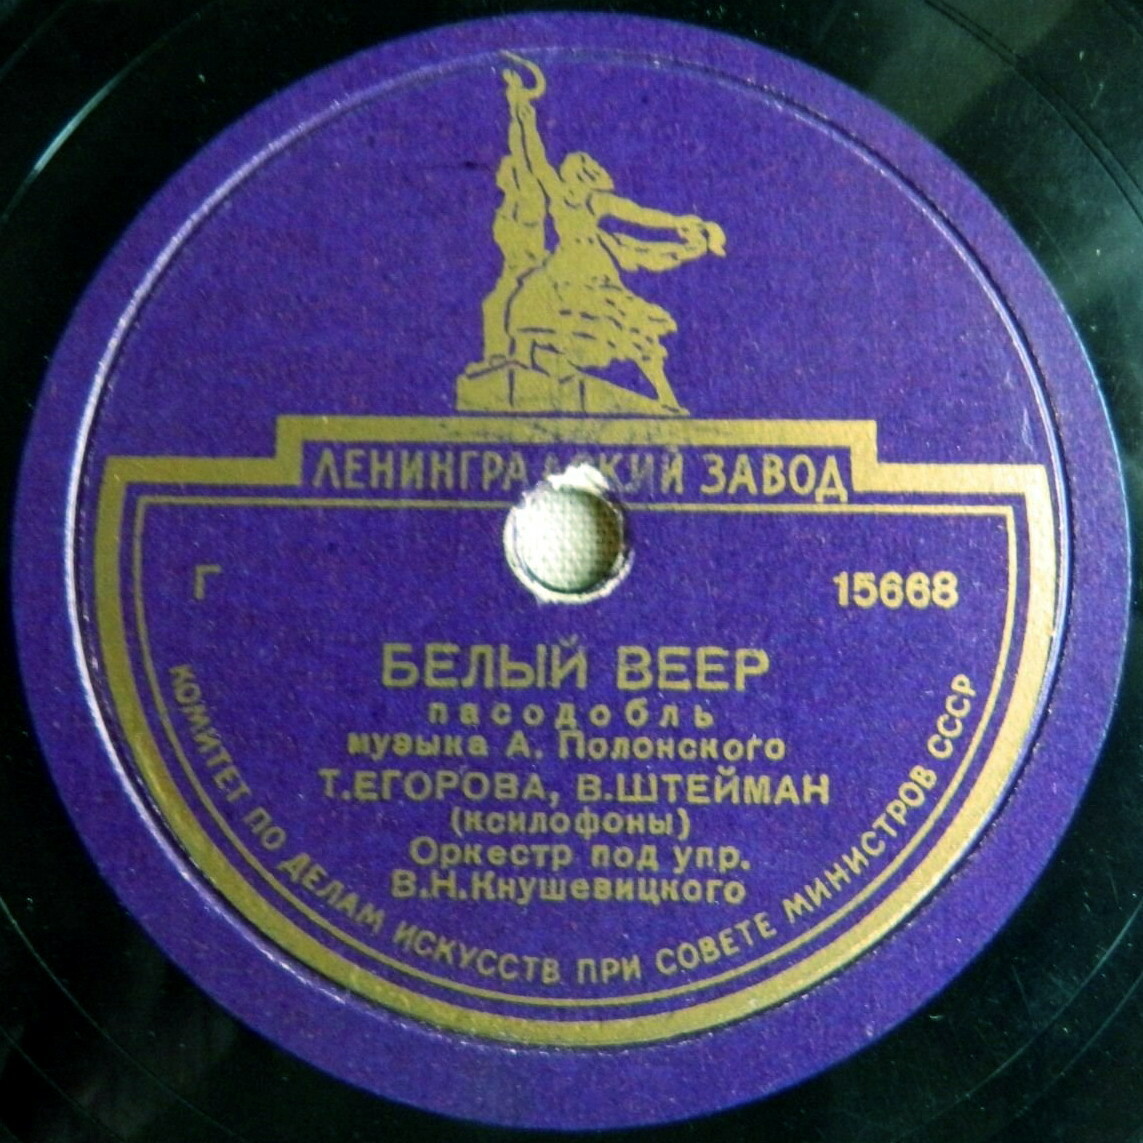 ЛЕНИНГРАДСКИЙ ЗАВОД
Г
15668
БЕЛЫЙ ВЕЕР
пасодобль
музыка А. Полонского
Т.ЕГОРОВА, В.ШТЕЙМАН
(ксилофоны)
Оркестр под упр.
В.Н.Кнушевицкого
КОМИТЕТ ПО ДЕЛАМ ИСКУССТВ ПРИ СОВЕТЕ МИНИСТРОВ СССР